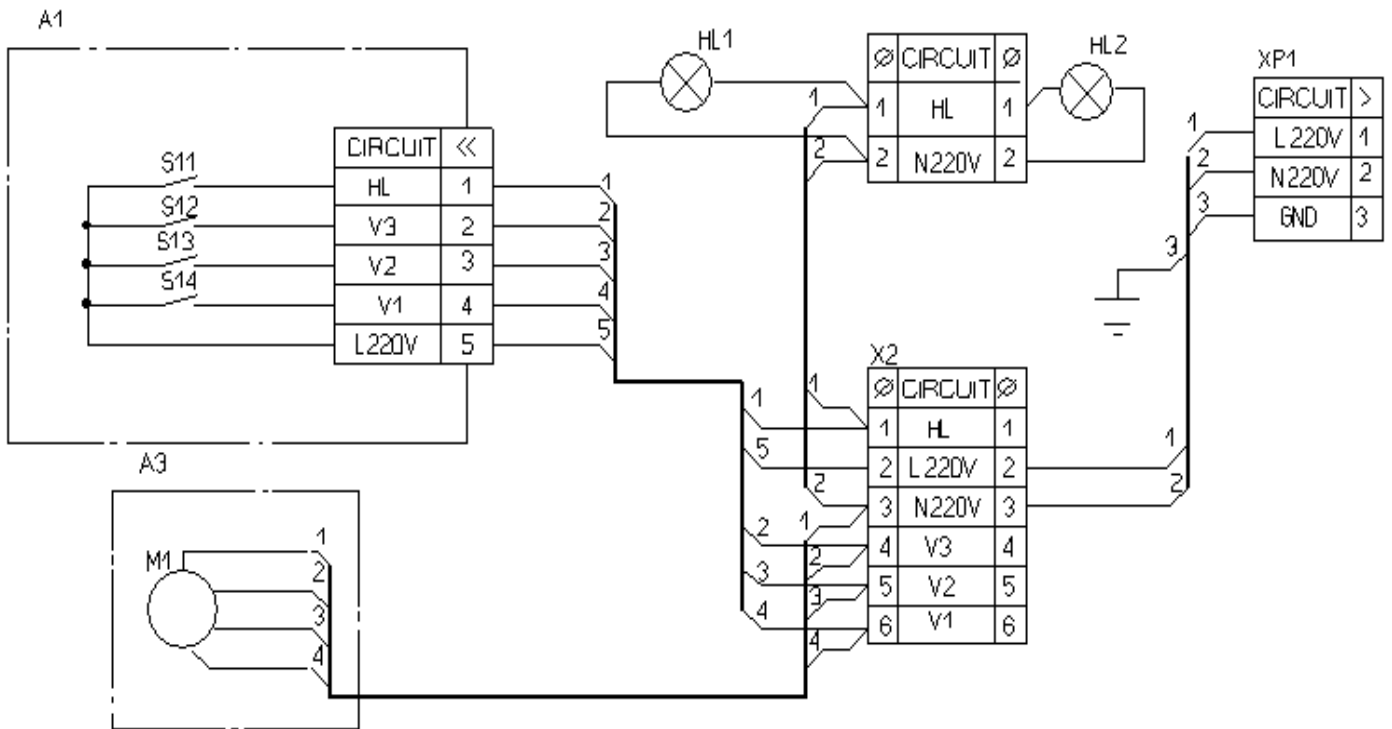 A1
CIRCUIT <<
HL 1
V3 2
V2 3
V1 4
L220V 5
S11
S12
S13
S14
1
2
3
4
5
HL1
Ø CIRCUIT Ø
1 HL 1
2 N220V 2
1
2
HL2
XP1
CIRCUIT >
L220V 1
N220V 2
GND 3
1
2
3
3
1
2
X2
Ø CIRCUIT Ø
1 HL 1
2 L220V 2
3 N220V 3
4 V3 4
5 V2 5
6 V1 6
1
5
2
3
4
1
2
1
2
3
4
A3
M1
1
2
3
4